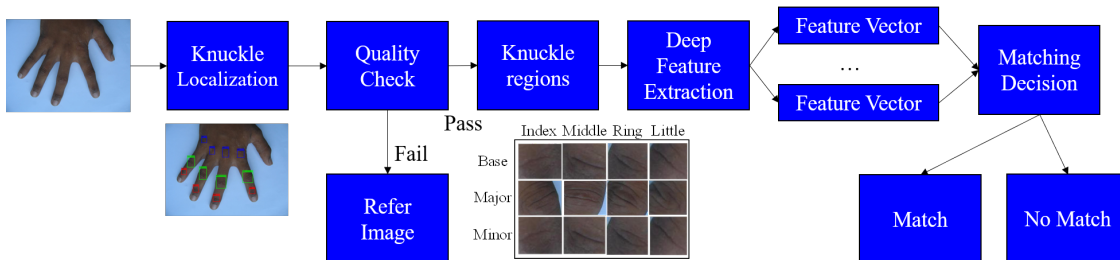 Knuckle
Localization
Quality
Check
Knuckle
regions
Deep
Feature
Extraction
Feature Vector
...
Feature Vector
Matching
Decision
Pass
Fail
Refer
Image
Index Middle Ring Little
Base
Major
Minor
Match
No Match